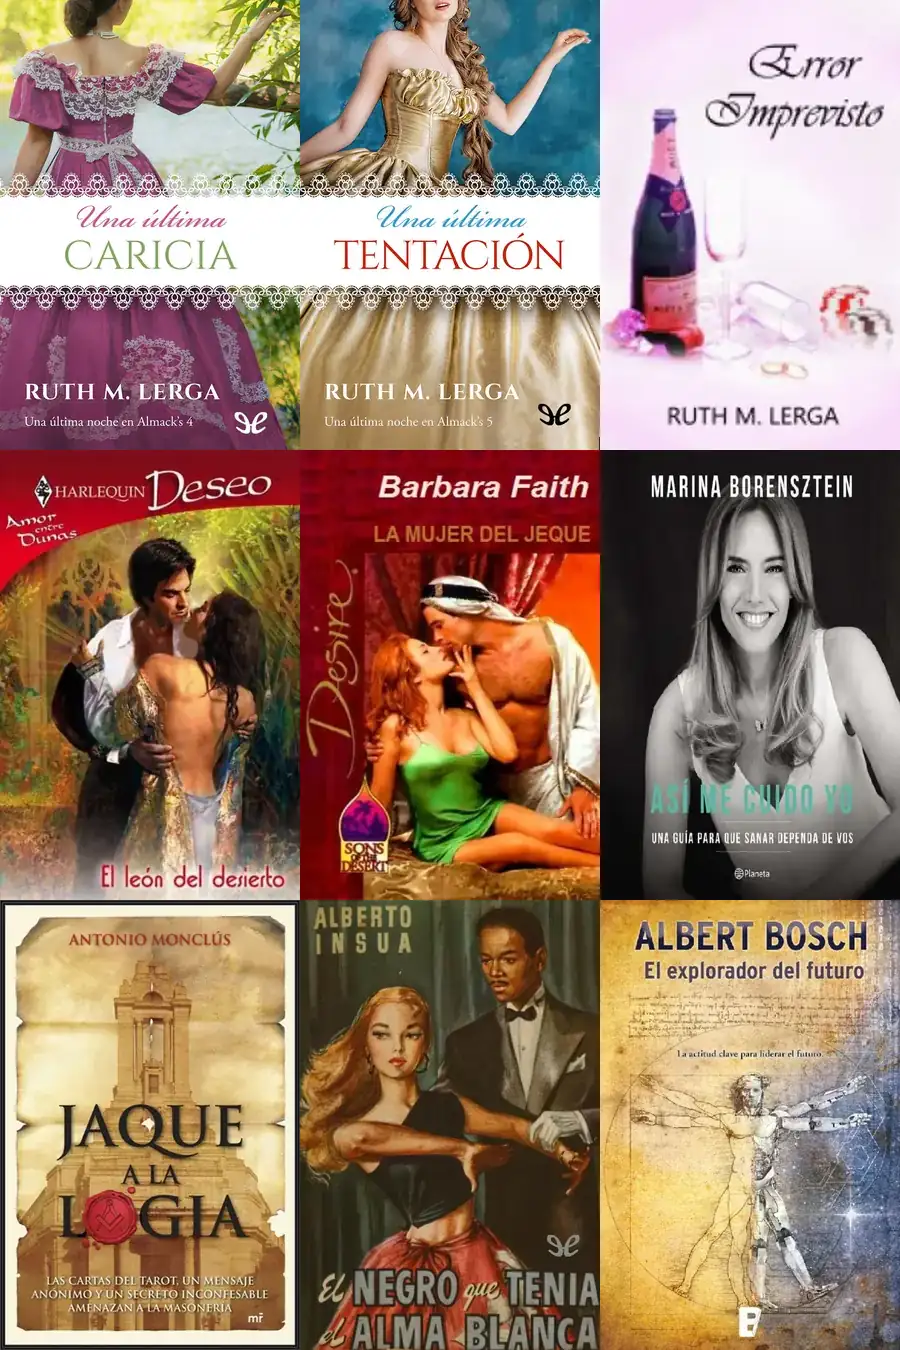 Una última
CARICIA
RUTH M. LERGA
Una última noche en Almack's 4
Una última
TENTACIÓN
RUTH M. LERGA
Una última noche en Almack's 5
Error
Imprevisto
RUTH M. LERGA
HARLEQUIN Deseo
Amor
entre
Dunas
El león del desierto
Barbara Faith
LA MUJER DEL JEQUE
Desire
SONS
OF THE
DESERT
MARINA BORENSZTEIN
ASÍ ME CUIDO YO
UNA GUÍA PARA QUE SANAR DEPENDA DE VOS
Planeta
ANTONIO MONCLÚS
JAQUE
A LA
LOGIA
LAS CARTAS DEL TAROT, UN MENSAJE
ANÓNIMO Y UN SECRETO INCONFESABLE
AMENAZAN A LA MASONERÍA
mr
ALBERTO
INSUA
El NEGRO que TENIA
el ALMA BLANCA
ALBERT BOSCH
El explorador del futuro
La actitud clave para liderar el futuro
B